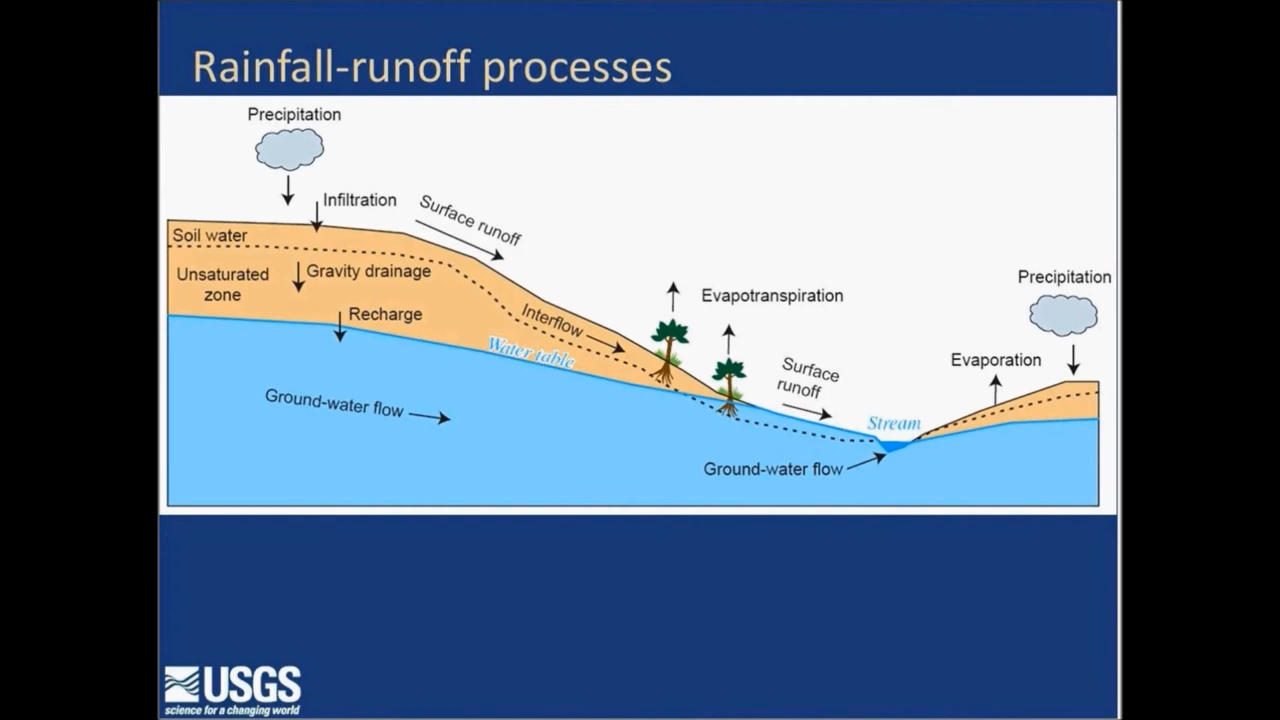 Rainfall-runoff processes
Precipitation
Infiltration
Surface runoff
Soil water
Unsaturated
zone
Gravity drainage
Recharge
Interflow
Water table
Ground-water flow
Evapotranspiration
Surface
runoff
Stream
Ground-water flow
Evaporation
Precipitation
USGS
science for a changing world